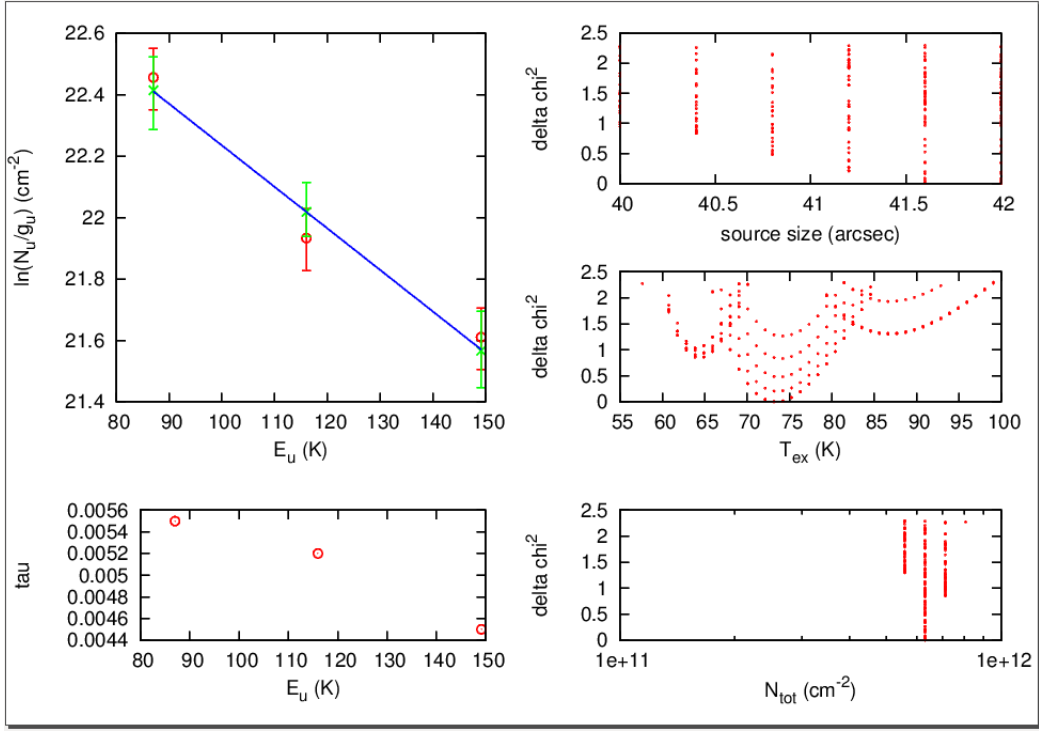 22.6
22.4
22.2
22
21.8
21.6
21.4
ln(N_u/g_u) (cm^-2)
80 90 100 110 120 130 140 150
E_u (K)
2.5
2
1.5
1
0.5
0
delta chi^2
40 40.5 41 41.5 42
source size (arcsec)
2.5
2
1.5
1
0.5
0
delta chi^2
55 60 65 70 75 80 85 90 95 100
T_ex (K)
0.0056
0.0054
0.0052
0.005
0.0048
0.0046
0.0044
tau
80 90 100 110 120 130 140 150
E_u (K)
2.5
2
1.5
1
0.5
0
delta chi^2
1e+11 1e+12
N_tot (cm^-2)